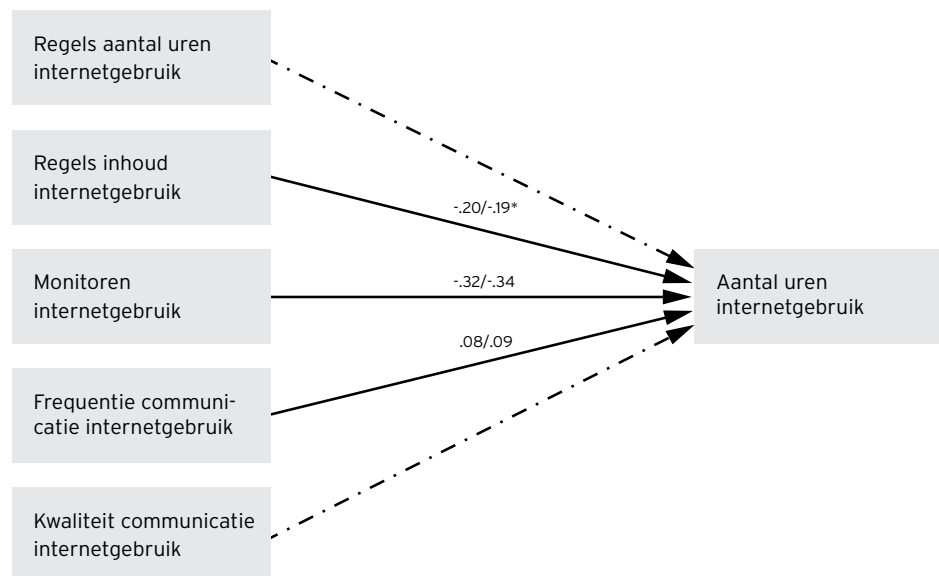 Regels aantal uren
internetgebruik
Regels inhoud
internetgebruik
-.20/-.19*
Monitoren
internetgebruik
-.32/-.34
Aantal uren
internetgebruik
.08/.09
Frequentie communi-
catie internetgebruik
Kwaliteit communicatie
internetgebruik